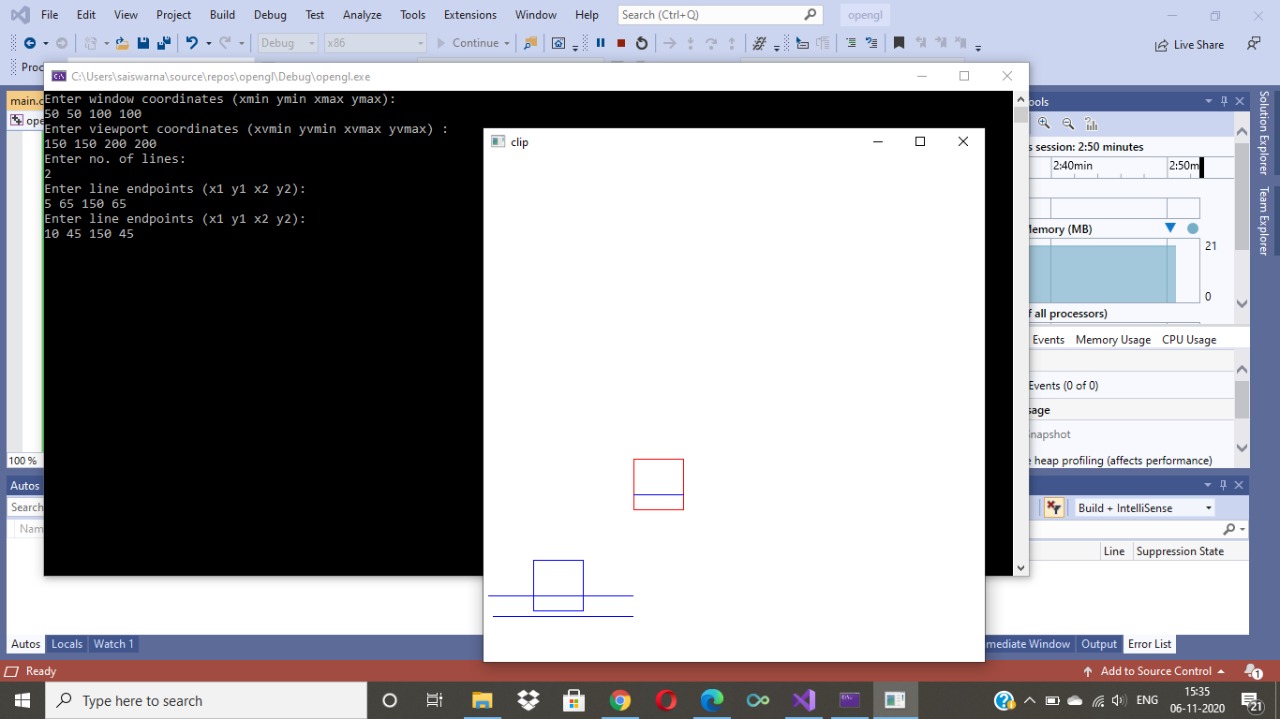 File Edit View Project Build Debug Test Analyze Tools Extensions Window Help Search (Ctrl+Q) opengl
Debug x86 Continue Live Share
Proc
C:\Users\saiswarna\source\repos\opengl\Debug\opengl.exe
main.c
ope
Enter window coordinates (xmin ymin xmax ymax):
50 50 100 100
Enter viewport coordinates (xvmin yvmin xvmax yvmax) :
150 150 200 200
Enter no. of lines:
2
Enter line endpoints (x1 y1 x2 y2):
5 65 150 65
Enter line endpoints (x1 y1 x2 y2):
10 45 150 45
clip
ools
s session: 2:50 minutes
2:40min 2:50m
Memory (MB)
21
0
f all processors)
Events Memory Usage CPU Usage
Events (0 of 0)
sage
Snapshot
e heap profiling (affects performance)
Solution Explorer
Team Explorer
100 %
Autos
Search
Nam
Build + IntelliSense
Line Suppression State
Autos Locals Watch 1
mediate Window Output Error List
Ready
Add to Source Control
1
Type here to search
ENG
15:35
06-11-2020
21